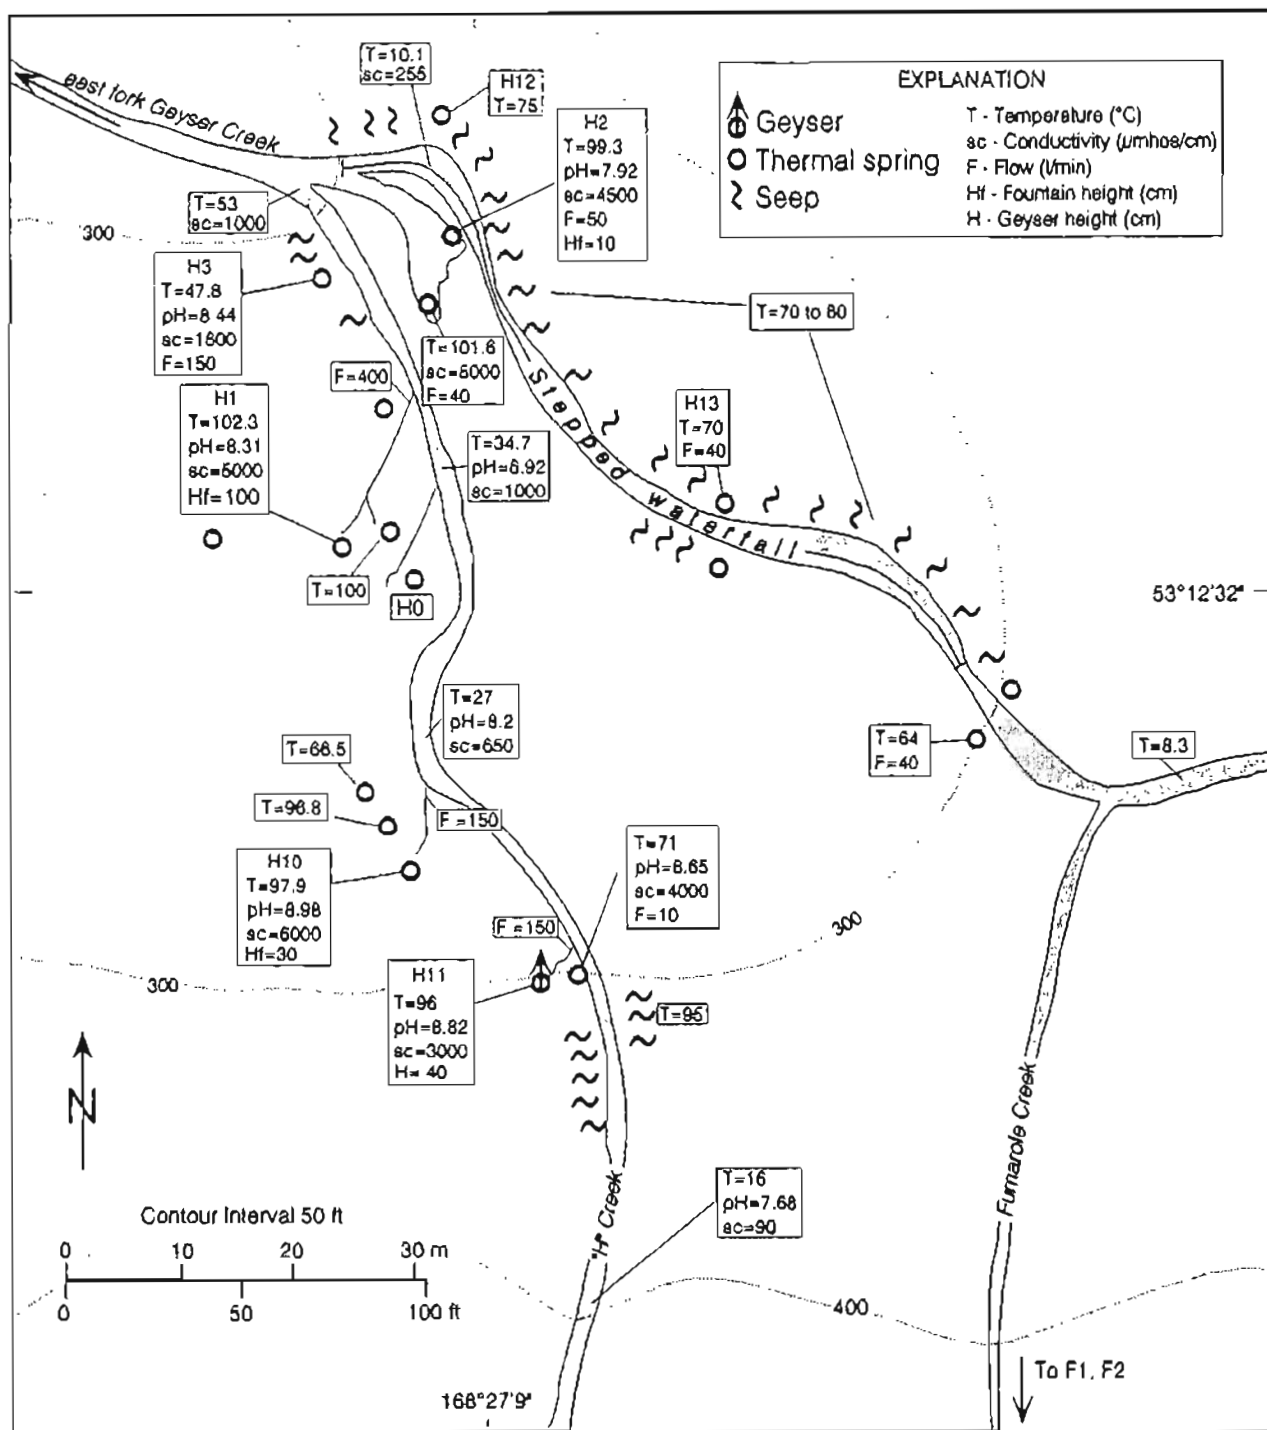 T=10.1
sc=255
H12
T=75
H2
T=99.3
pH=7.92
sc=4500
F=50
Hf=10
EXPLANATION
Geyser
Thermal spring
Seep
T - Temperature (°C)
sc - Conductivity (µmhos/cm)
F - Flow (l/min)
Hf - Fountain height (cm)
H - Geyser height (cm)
east fork Geyser Creek
T=53
sc=1000
300
H3
T=47.8
pH=8.44
sc=1600
F=150
T=70 to 80
T=101.6
sc=5000
F=40
F=400
H1
T=102.3
pH=8.31
sc=5000
Hf=100
Stepped waterfall
H13
T=70
F=40
T=34.7
pH=6.92
sc=1000
T=100
H0
53°12'32"
T=27
pH=8.2
sc=650
T=64
F=40
T=8.3
T=66.5
T=96.8
F=150
T=71
pH=8.65
sc=4000
F=10
H10
T=97.9
pH=8.98
sc=6000
Hf=30
F=150
300
300
H11
T=96
pH=8.82
sc=3000
H=40
T=95
N
"H" Creek
Fumarole Creek
T=16
pH=7.68
sc=90
Contour Interval 50 ft
0 10 20 30 m
0 50 100 ft
400
168°27'9"
To F1, F2